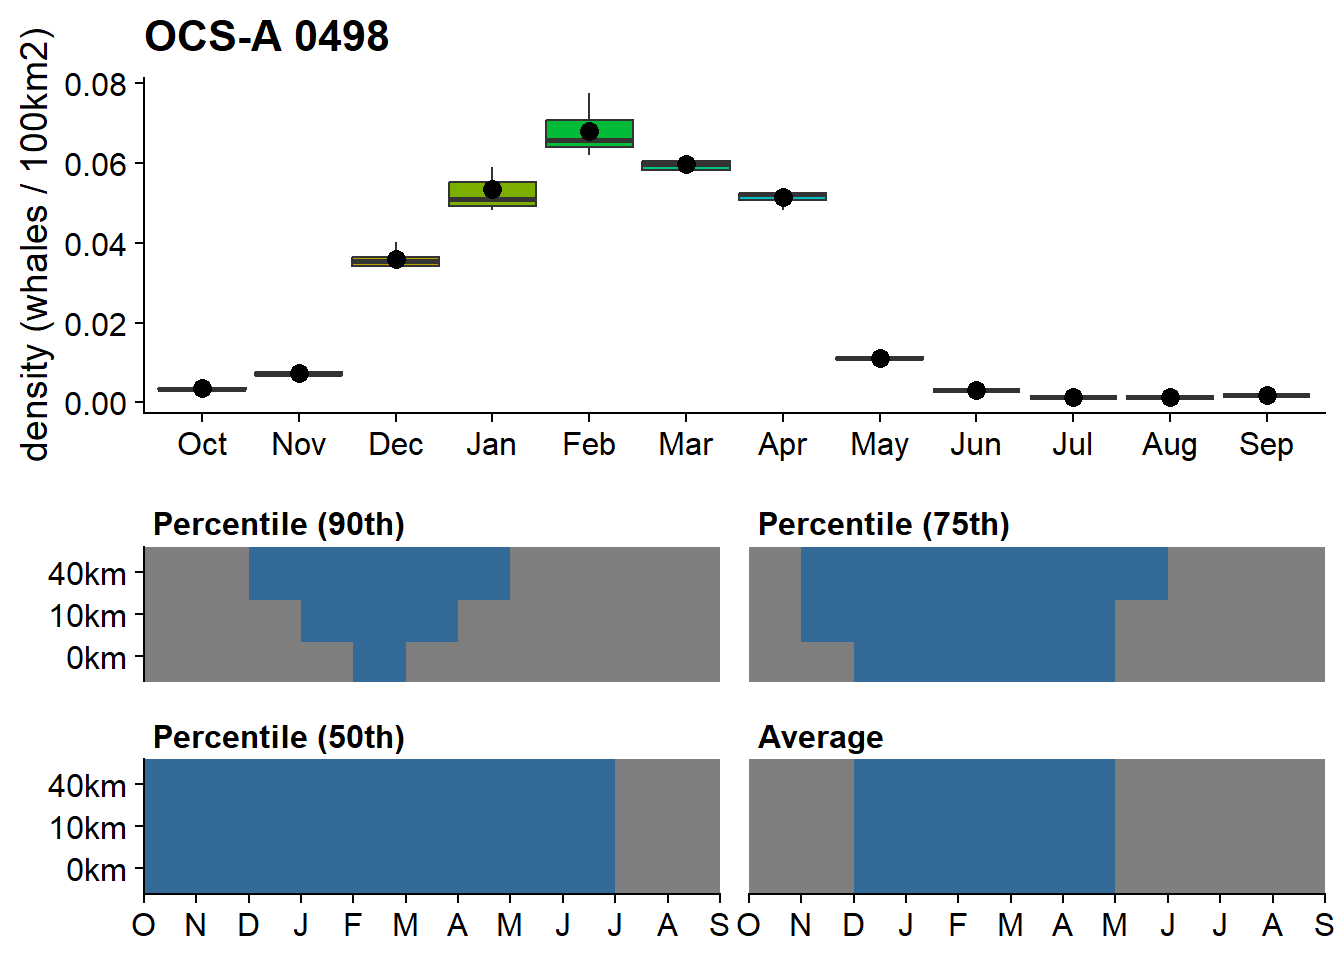 OCS-A 0498
density (whales / 100km2)
0.08
0.06
0.04
0.02
0.00
Oct Nov Dec Jan Feb Mar Apr May Jun Jul Aug Sep
Percentile (90th) Percentile (75th)
40km
10km
0km
Percentile (50th) Average
40km
10km
0km
O N D J F M A M J J A S O N D J F M A M J J A S